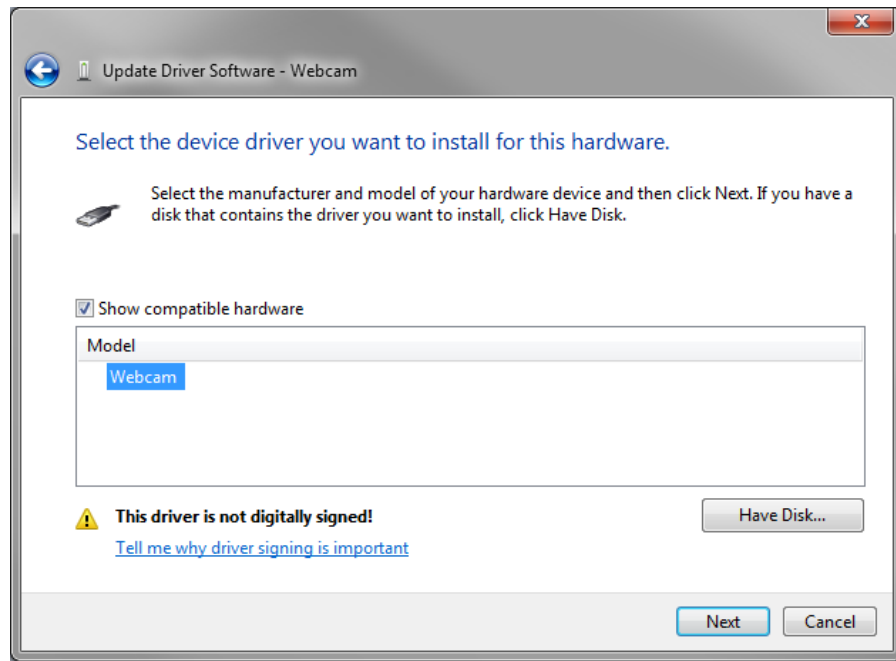 Update Driver Software - Webcam
Select the device driver you want to install for this hardware.
Select the manufacturer and model of your hardware device and then click Next. If you have a
disk that contains the driver you want to install, click Have Disk.
Show compatible hardware
Model
Webcam
This driver is not digitally signed!
Have Disk...
Tell me why driver signing is important
Next
Cancel